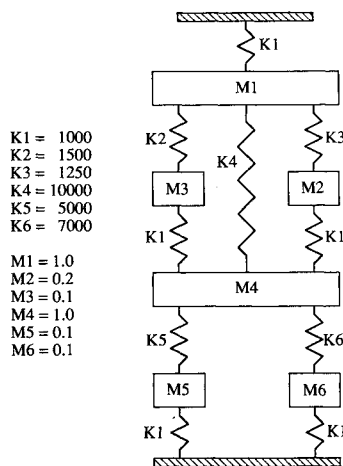 K1
M1
K1 = 1000
K2 = 1500
K3 = 1250
K4 = 10000
K5 = 5000
K6 = 7000
M1 = 1.0
M2 = 0.2
M3 = 0.1
M4 = 1.0
M5 = 0.1
M6 = 0.1
K2
K4
K3
M3
M2
K1
K1
M4
K5
K6
M5
M6
K1
K1